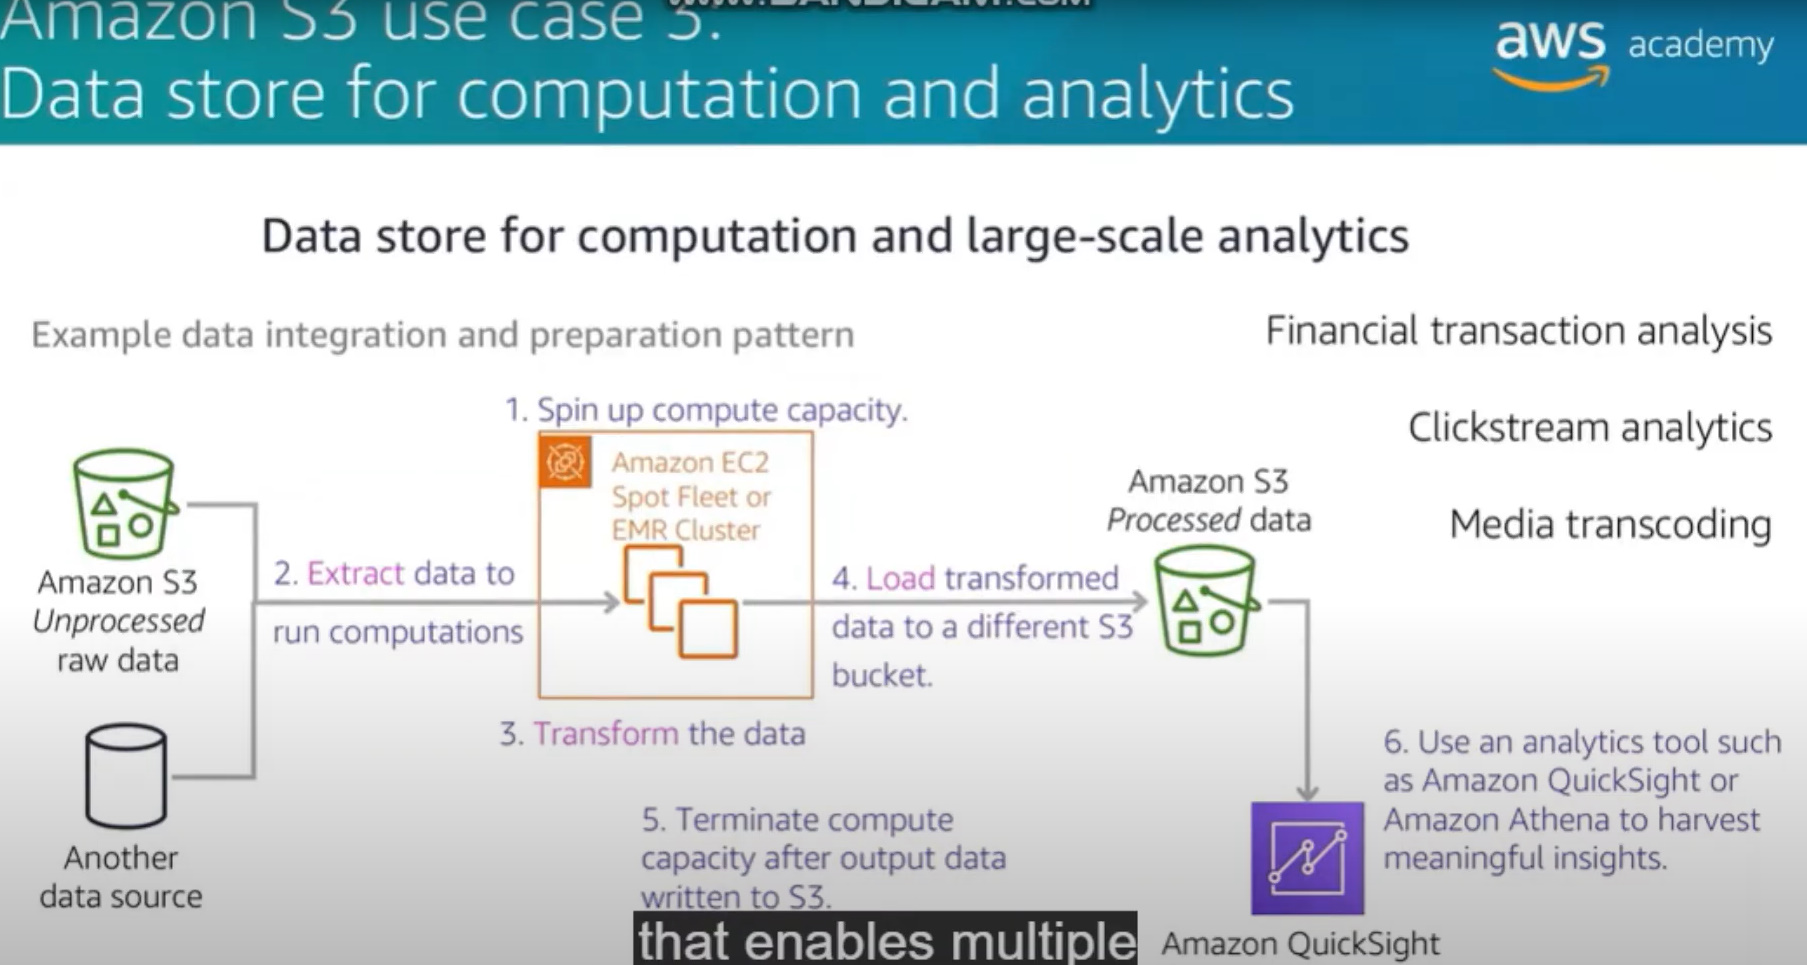 www.BANDICAM.com
Amazon S3 use case 3:
Data store for computation and analytics
aws academy
Data store for computation and large-scale analytics
Example data integration and preparation pattern
Financial transaction analysis
Clickstream analytics
Media transcoding
1. Spin up compute capacity.
Amazon EC2
Spot Fleet or
EMR Cluster
Amazon S3
Unprocessed
raw data
2. Extract data to
run computations
Another
data source
3. Transform the data
4. Load transformed
data to a different S3
bucket.
Amazon S3
Processed data
5. Terminate compute
capacity after output data
written to S3.
6. Use an analytics tool such
as Amazon QuickSight or
Amazon Athena to harvest
meaningful insights.
Amazon QuickSight
that enables multiple